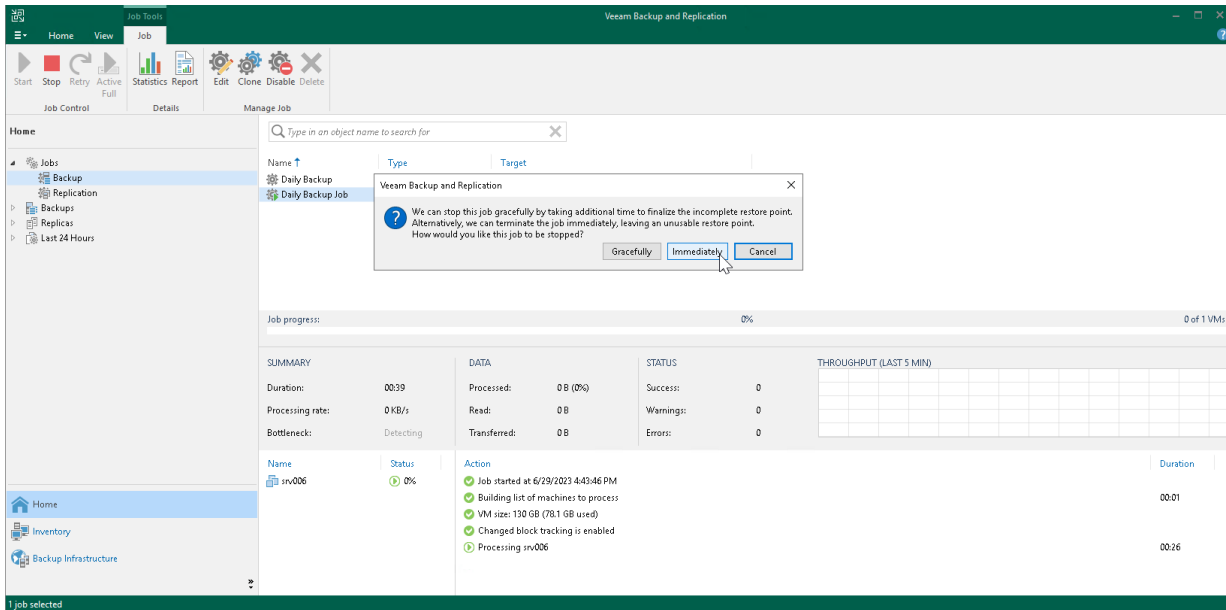 Job Tools
Veeam Backup and Replication
Home View Job
Start Stop Retry Active Full
Statistics Report
Edit Clone Disable Delete
Job Control Details Manage Job
Home
Type in an object name to search for
Jobs
Backup
Replication
Backups
Replicas
Last 24 Hours
Name Type Target
Daily Backup
Daily Backup Job
Veeam Backup and Replication
We can stop this job gracefully by taking additional time to finalize the incomplete restore point.
Alternatively, we can terminate the job immediately, leaving an unusable restore point.
How would you like this job to be stopped?
Gracefully Immediately Cancel
Job progress: 0% 0 of 1 VMs
SUMMARY DATA STATUS THROUGHPUT (LAST 5 MIN)
Duration: 00:39 Processed: 0 B (0%) Success: 0
Processing rate: 0 KB/s Read: 0 B Warnings: 0
Bottleneck: Detecting Transferred: 0 B Errors: 0
Name Status Action Duration
srv006 0% Job started at 6/29/2023 4:43:46 PM
Building list of machines to process 00:01
VM size: 130 GB (78.1 GB used)
Changed block tracking is enabled
Processing srv006 00:26
Home
Inventory
Backup Infrastructure
1 job selected